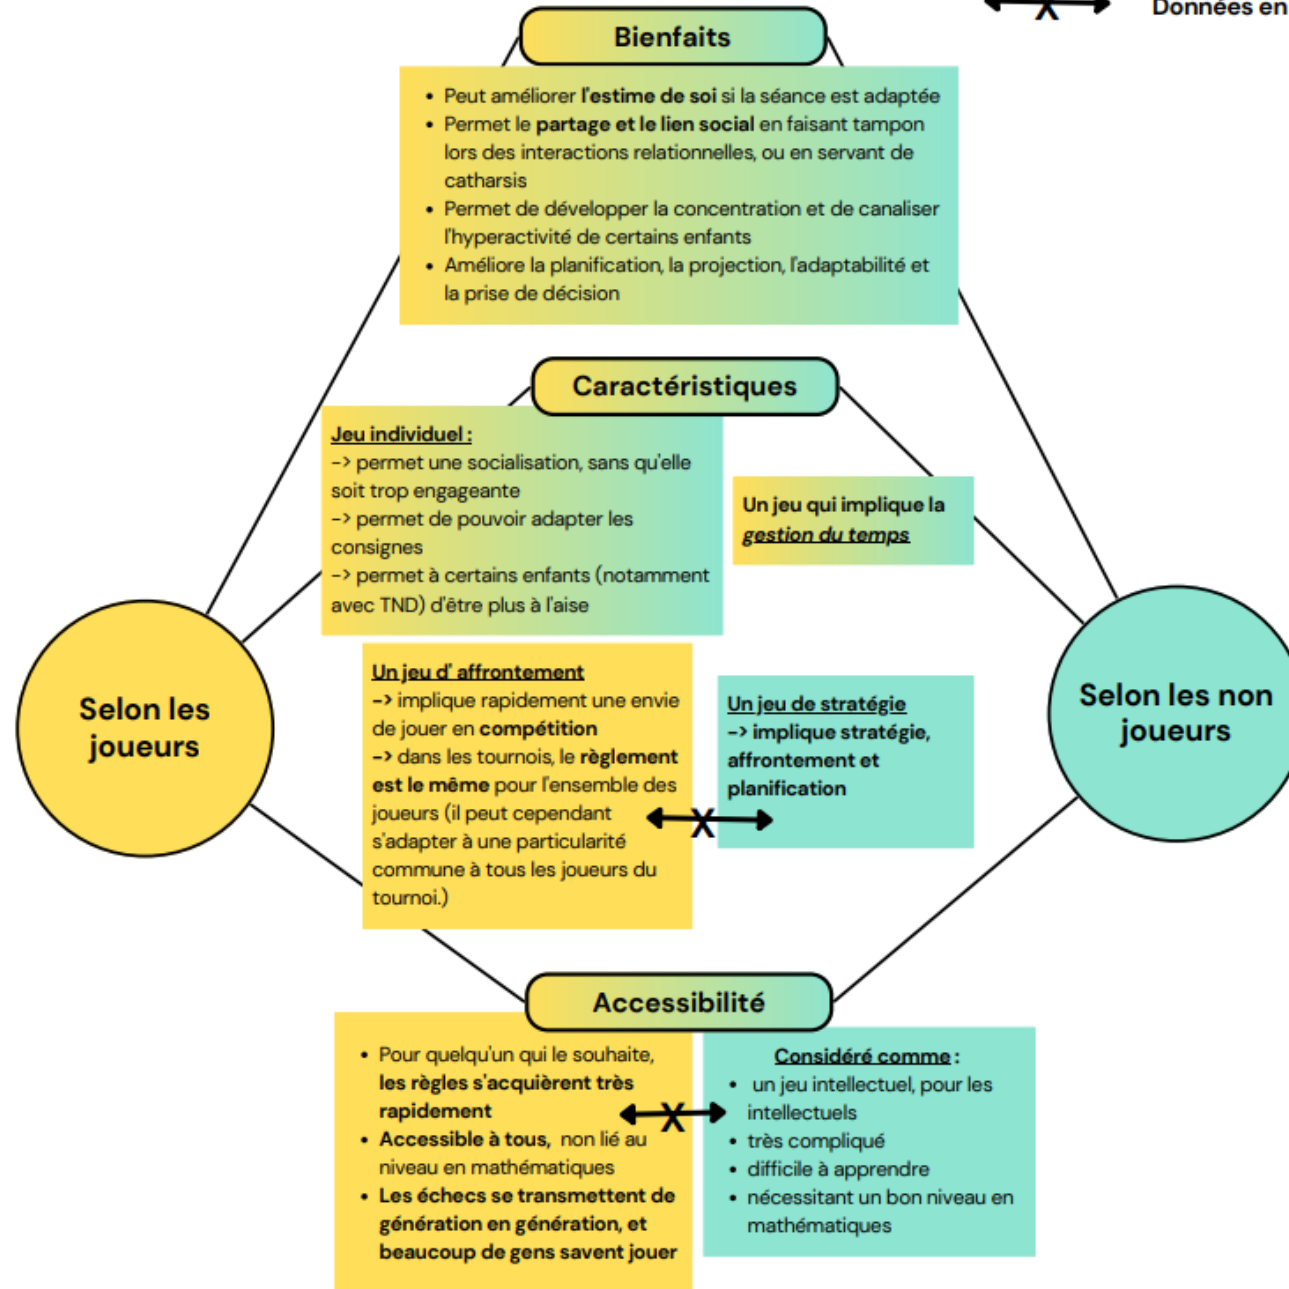 Données en
X
Bienfaits
• Peut améliorer l'estime de soi si la séance est adaptée
• Permet le partage et le lien social en faisant tampon
lors des interactions relationnelles, ou en servant de
catharsis
• Permet de développer la concentration et de canaliser
l'hyperactivité de certains enfants
• Améliore la planification, la projection, l'adaptabilité et
la prise de décision
Caractéristiques
Jeu individuel :
-> permet une socialisation, sans qu'elle
soit trop engageante
-> permet de pouvoir adapter les
consignes
-> permet à certains enfants (notamment
avec TND) d'être plus à l'aise
Un jeu qui implique la
gestion du temps
Selon les
joueurs
Un jeu d' affrontement
-> implique rapidement une envie
de jouer en compétition
-> dans les tournois, le règlement
est le même pour l'ensemble des
joueurs (il peut cependant
s'adapter à une particularité
commune à tous les joueurs du
tournoi.)
X
Un jeu de stratégie
-> implique stratégie,
affrontement et
planification
Selon les non
joueurs
Accessibilité
• Pour quelqu'un qui le souhaite,
les règles s'acquièrent très
rapidement
• Accessible à tous, non lié au
niveau en mathématiques
• Les échecs se transmettent de
génération en génération, et
beaucoup de gens savent jouer
X
Considéré comme :
• un jeu intellectuel, pour les
intellectuels
• très compliqué
• difficile à apprendre
• nécessitant un bon niveau en
mathématiques